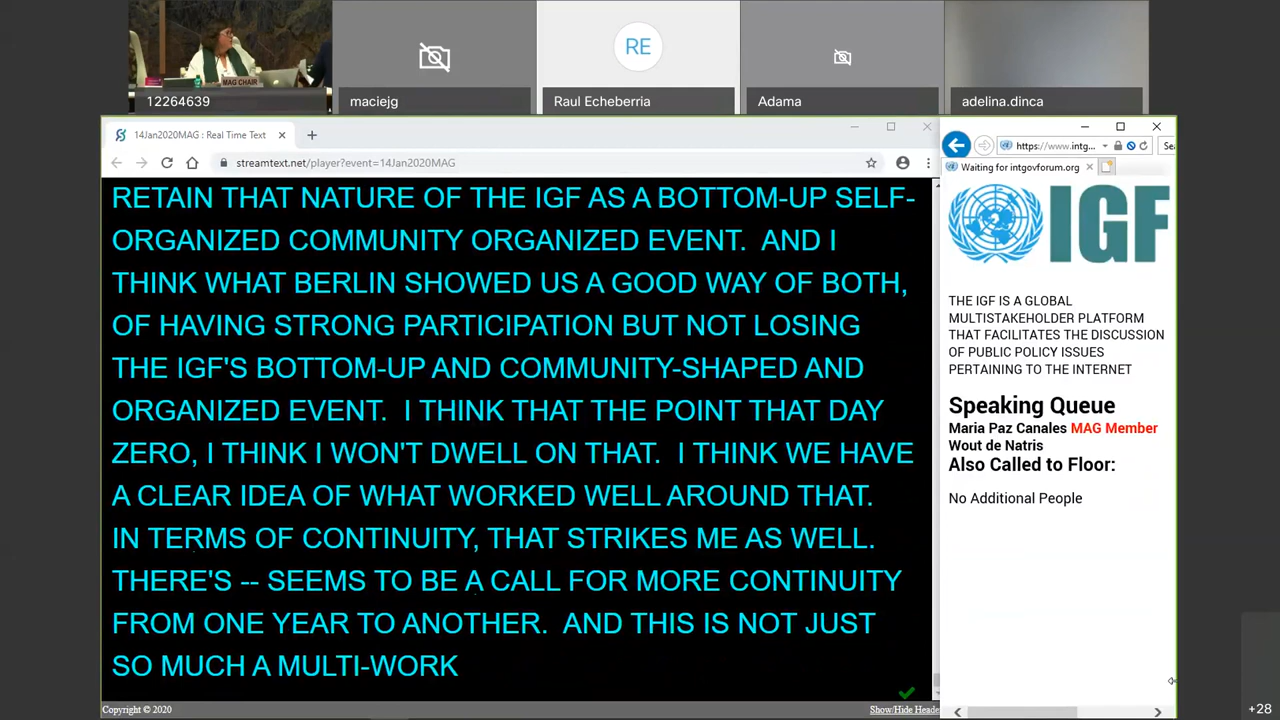 MAG CHAIR
RE
12264639
maciejg
Raul Echeberria
Adama
adelina.dinca
14Jan2020MAG : Real Time Text
streamtext.net/player?event=14Jan2020MAG
RETAIN THAT NATURE OF THE IGF AS A BOTTOM-UP SELF-
ORGANIZED COMMUNITY ORGANIZED EVENT.  AND I
THINK WHAT BERLIN SHOWED US A GOOD WAY OF BOTH,
OF HAVING STRONG PARTICIPATION BUT NOT LOSING
THE IGF'S BOTTOM-UP AND COMMUNITY-SHAPED AND
ORGANIZED EVENT.  I THINK THAT THE POINT THAT DAY
ZERO, I THINK I WON'T DWELL ON THAT.  I THINK WE HAVE
A CLEAR IDEA OF WHAT WORKED WELL AROUND THAT.
IN TERMS OF CONTINUITY, THAT STRIKES ME AS WELL.
THERE'S -- SEEMS TO BE A CALL FOR MORE CONTINUITY
FROM ONE YEAR TO ANOTHER.  AND THIS IS NOT JUST
SO MUCH A MULTI-WORK
Copyright © 2020
Show/Hide Heade
https://www.intg...
Sea
Waiting for intgovforum.org
IGF
THE IGF IS A GLOBAL
MULTISTAKEHOLDER PLATFORM
THAT FACILITATES THE DISCUSSION
OF PUBLIC POLICY ISSUES
PERTAINING TO THE INTERNET
Speaking Queue
Maria Paz Canales MAG Member
Wout de Natris
Also Called to Floor:
No Additional People
+28